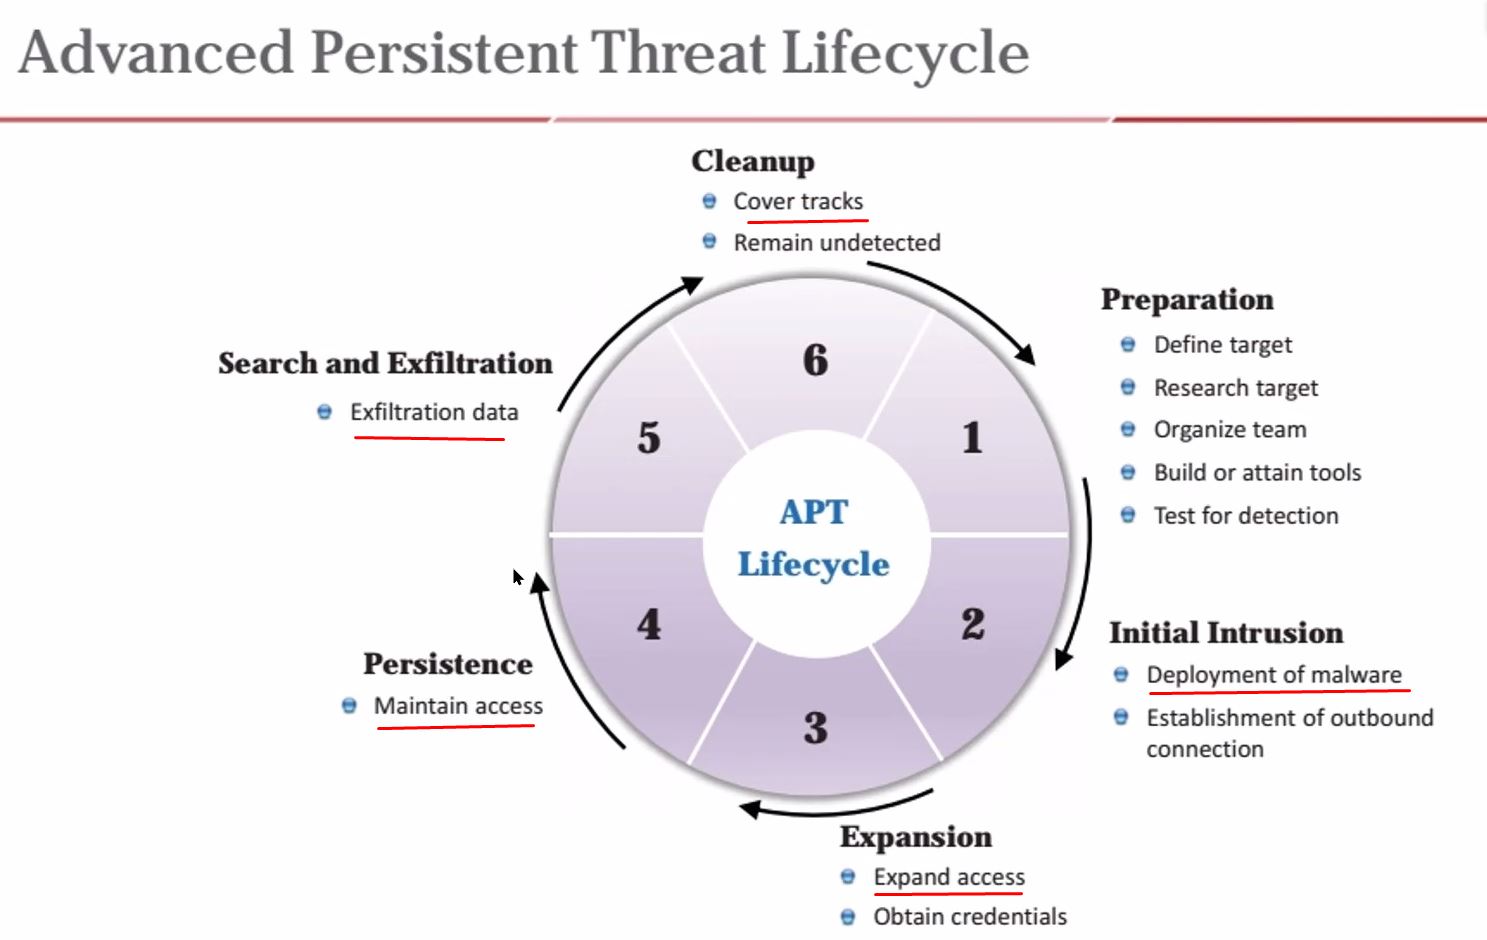 Advanced Persistent Threat Lifecycle
Cleanup
Cover tracks
Remain undetected
Preparation
Define target
Research target
Organize team
Build or attain tools
Test for detection
Search and Exfiltration
Exfiltration data
6
5
1
APT
Lifecycle
4
2
3
Persistence
Maintain access
Initial Intrusion
Deployment of malware
Establishment of outbound
connection
Expansion
Expand access
Obtain credentials